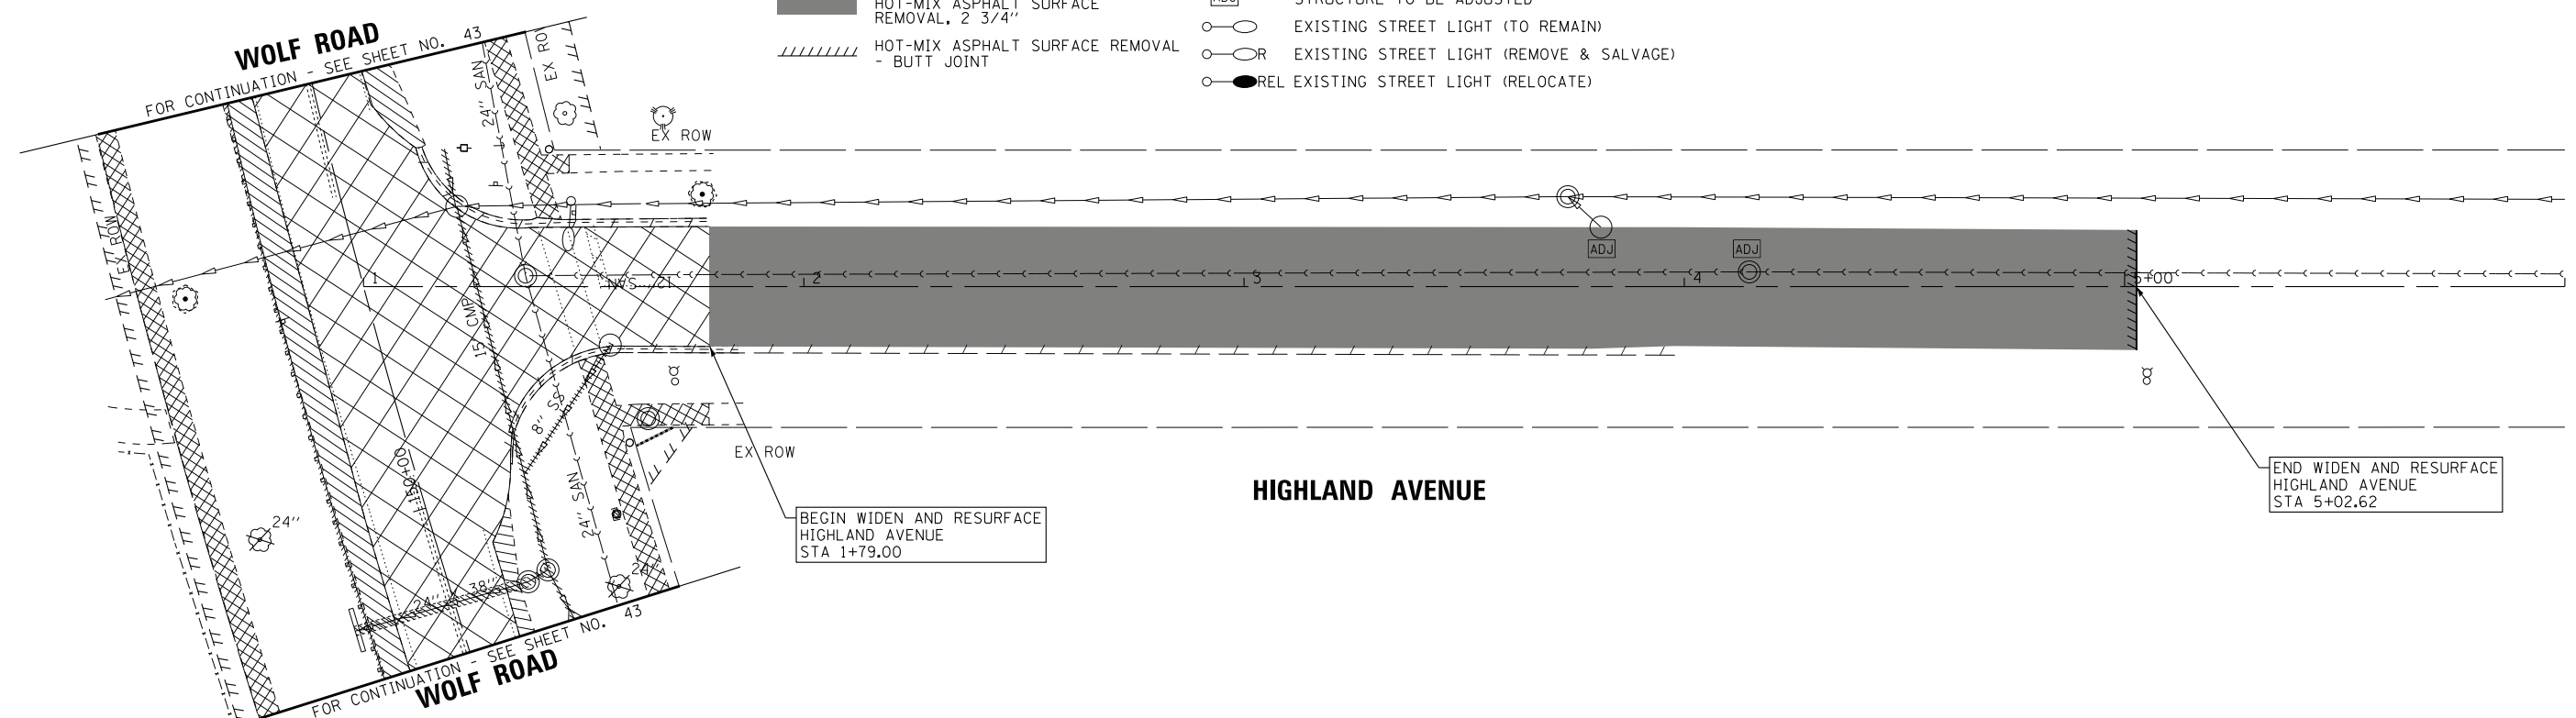 HOT-MIX ASPHALT SURFACE
REMOVAL, 2 3/4"
HOT-MIX ASPHALT SURFACE REMOVAL
- BUTT JOINT
ADJ STRUCTURE TO BE ADJUSTED
EXISTING STREET LIGHT (TO REMAIN)
R EXISTING STREET LIGHT (REMOVE & SALVAGE)
REL EXISTING STREET LIGHT (RELOCATE)
WOLF ROAD
FOR CONTINUATION - SEE SHEET NO. 43
24" SAN
EX ROW
EX ROW
EX ROW
ADJ
ADJ
1
12" SAN
2
3
4
5+00
15" CMP
8" SS
1150+00
24" SAN
EX ROW
24"
24"
24"
38"
HIGHLAND AVENUE
BEGIN WIDEN AND RESURFACE
HIGHLAND AVENUE
STA 1+79.00
END WIDEN AND RESURFACE
HIGHLAND AVENUE
STA 5+02.62
FOR CONTINUATION - SEE SHEET NO. 43
WOLF ROAD